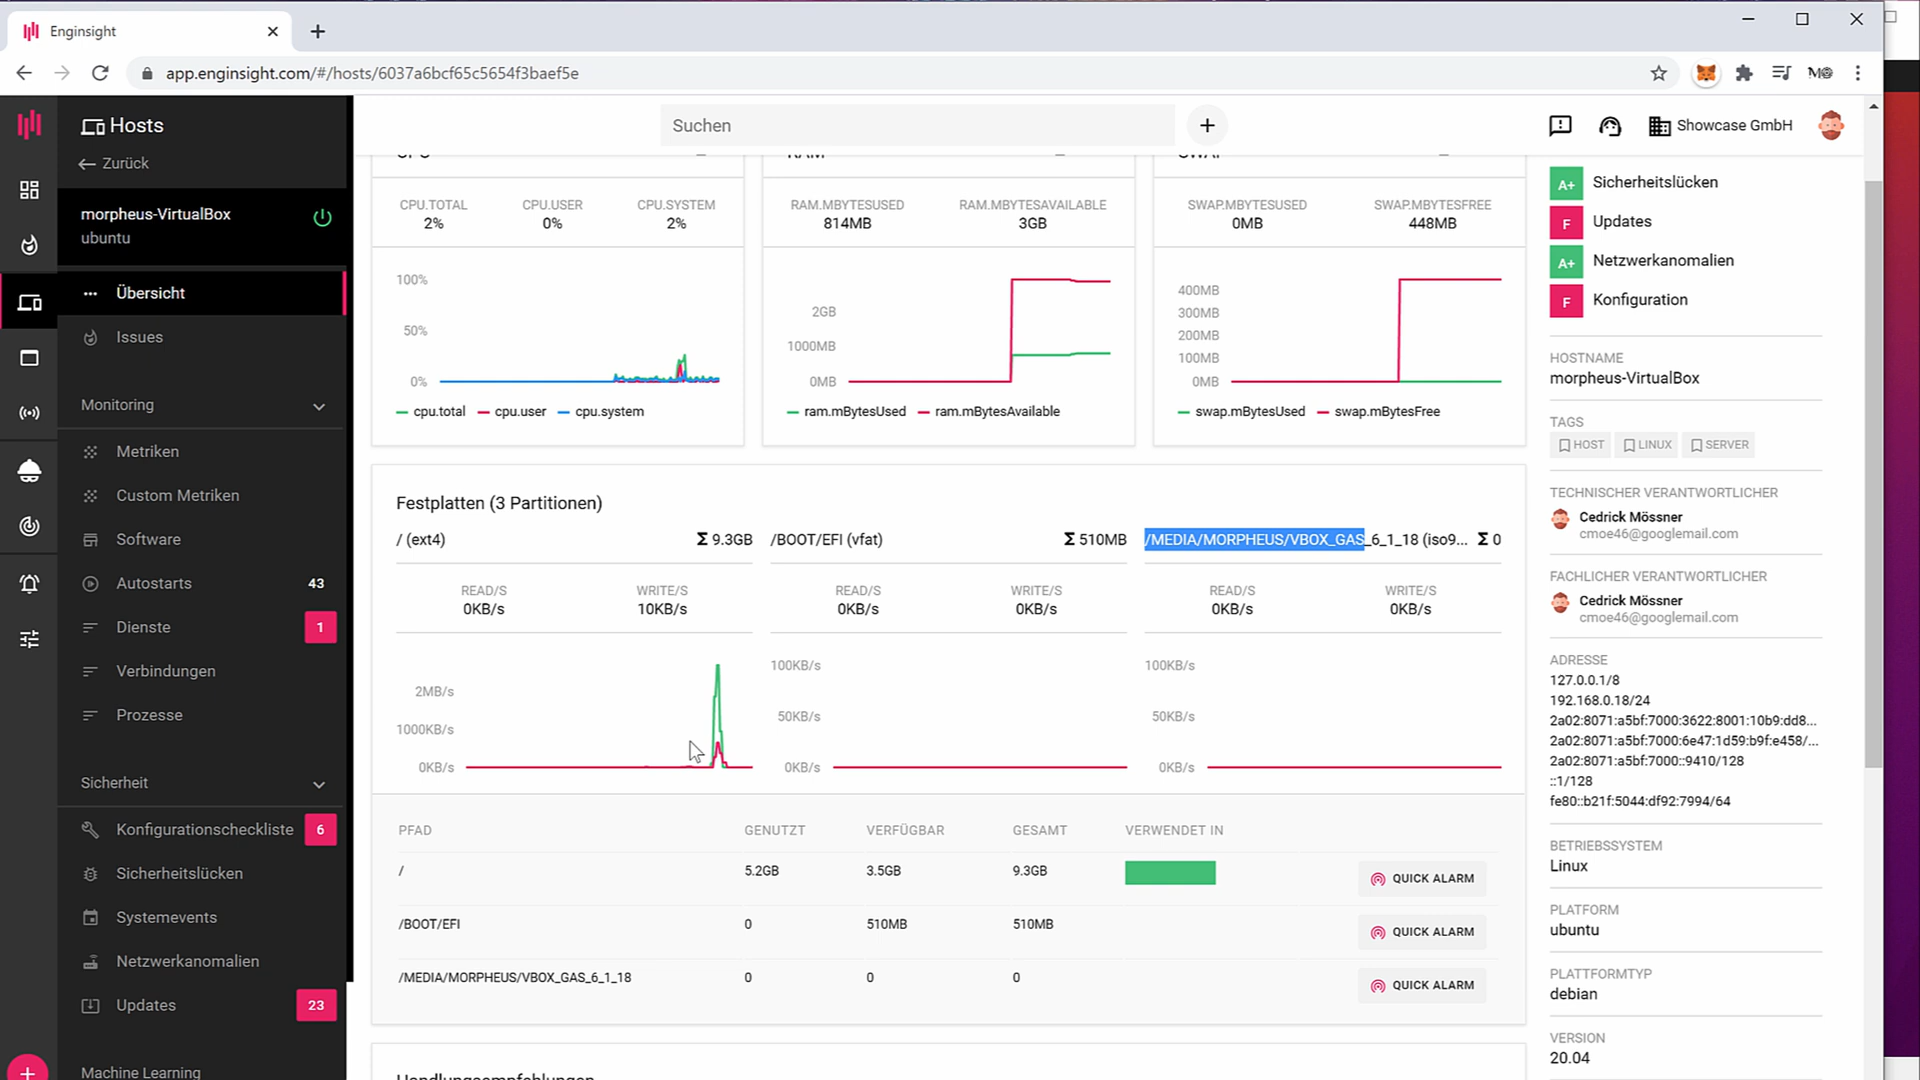 Enginsight
app.enginsight.com/#/hosts/6037a6bcf65c5654f3baef5e
Hosts
Zurück
morpheus-VirtualBox
ubuntu
Übersicht
Issues
Monitoring
Metriken
Custom Metriken
Software
Autostarts 43
Dienste 1
Verbindungen
Prozesse
Sicherheit
Konfigurationscheckliste 6
Sicherheitslücken
Systemevents
Netzwerkanomalien
Updates 23
Machine Learning
Suchen
Showcase GmbH
CPU.TOTAL CPU.USER CPU.SYSTEM
2% 0% 2%
100%
50%
0%
cpu.total cpu.user cpu.system
RAM.MBYTESUSED RAM.MBYTESAVAILABLE
814MB 3GB
2GB
1000MB
0MB
ram.mBytesUsed ram.mBytesAvailable
SWAP.MBYTESUSED SWAP.MBYTESFREE
0MB 448MB
400MB
300MB
200MB
100MB
0MB
swap.mBytesUsed swap.mBytesFree
Festplatten (3 Partitionen)
/ (ext4) Σ 9.3GB
READ/S WRITE/S
0KB/s 10KB/s
2MB/s
1000KB/s
0KB/s
/BOOT/EFI (vfat) Σ 510MB
READ/S WRITE/S
0KB/s 0KB/s
100KB/s
50KB/s
0KB/s
/MEDIA/MORPHEUS/VBOX_GAS_6_1_18 (iso9... Σ 0
READ/S WRITE/S
0KB/s 0KB/s
100KB/s
50KB/s
0KB/s
PFAD GENUTZT VERFÜGBAR GESAMT VERWENDET IN
/ 5.2GB 3.5GB 9.3GB QUICK ALARM
/BOOT/EFI 0 510MB 510MB QUICK ALARM
/MEDIA/MORPHEUS/VBOX_GAS_6_1_18 0 0 0 QUICK ALARM
Handlungsempfehlungen
A+ Sicherheitslücken
F Updates
A+ Netzwerkanomalien
F Konfiguration
HOSTNAME
morpheus-VirtualBox
TAGS
HOST LINUX SERVER
TECHNISCHER VERANTWORTLICHER
Cedrick Mössner
cmoe46@googlemail.com
FACHLICHER VERANTWORTLICHER
Cedrick Mössner
cmoe46@googlemail.com
ADRESSE
127.0.0.1/8
192.168.0.18/24
2a02:8071:a5bf:7000:3622:8001:10b9:dd8...
2a02:8071:a5bf:7000:6e47:1d59:b9f:e458/...
2a02:8071:a5bf:7000::9410/128
::1/128
fe80::b21f:5044:df92:7994/64
BETRIEBSSYSTEM
Linux
PLATFORM
ubuntu
PLATTFORMTYP
debian
VERSION
20.04